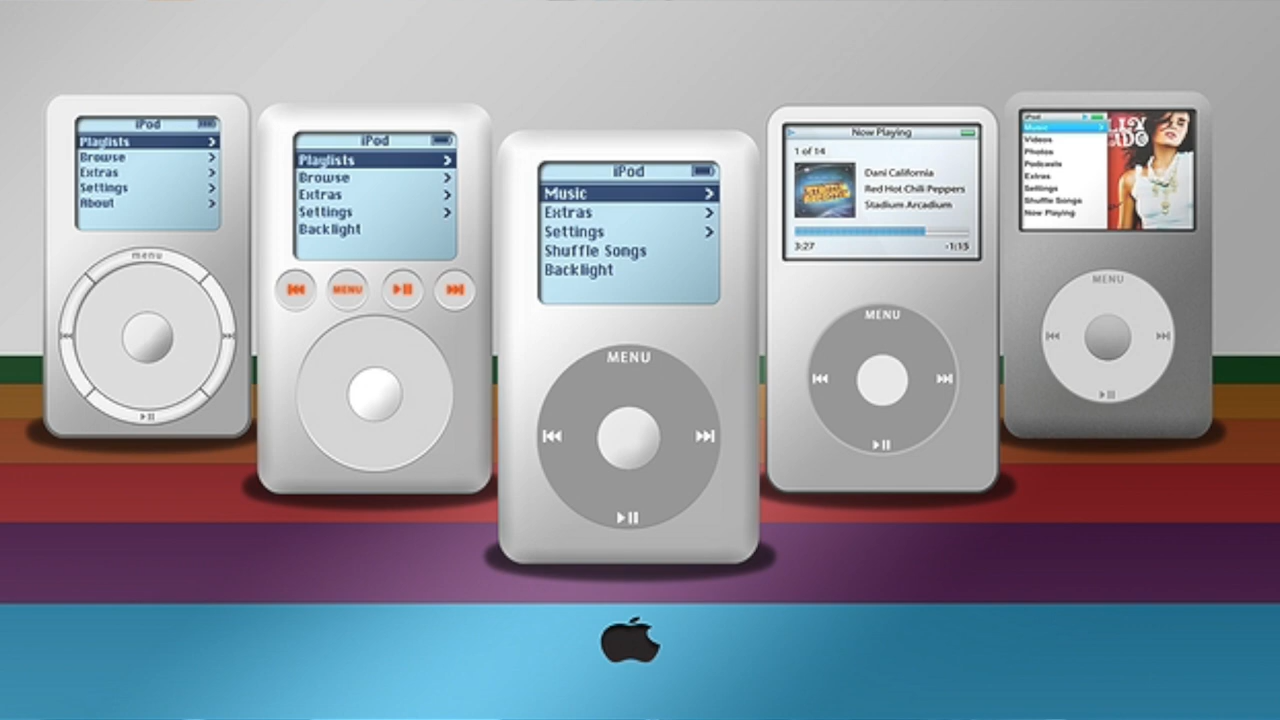 iPod
Playlists
Browse
Extras
Settings
About
menu
iPod
Playlists
Browse
Extras
Settings
Backlight
MENU
iPod
Music
Extras
Settings
Shuffle Songs
Backlight
MENU
Now Playing
1 of 14
Dani California
Red Hot Chili Peppers
Stadium Arcadium
3:27 -1:15
MENU
iPod
Music
Videos
Photos
Podcasts
Extras
Settings
Shuffle Songs
Now Playing
MENU